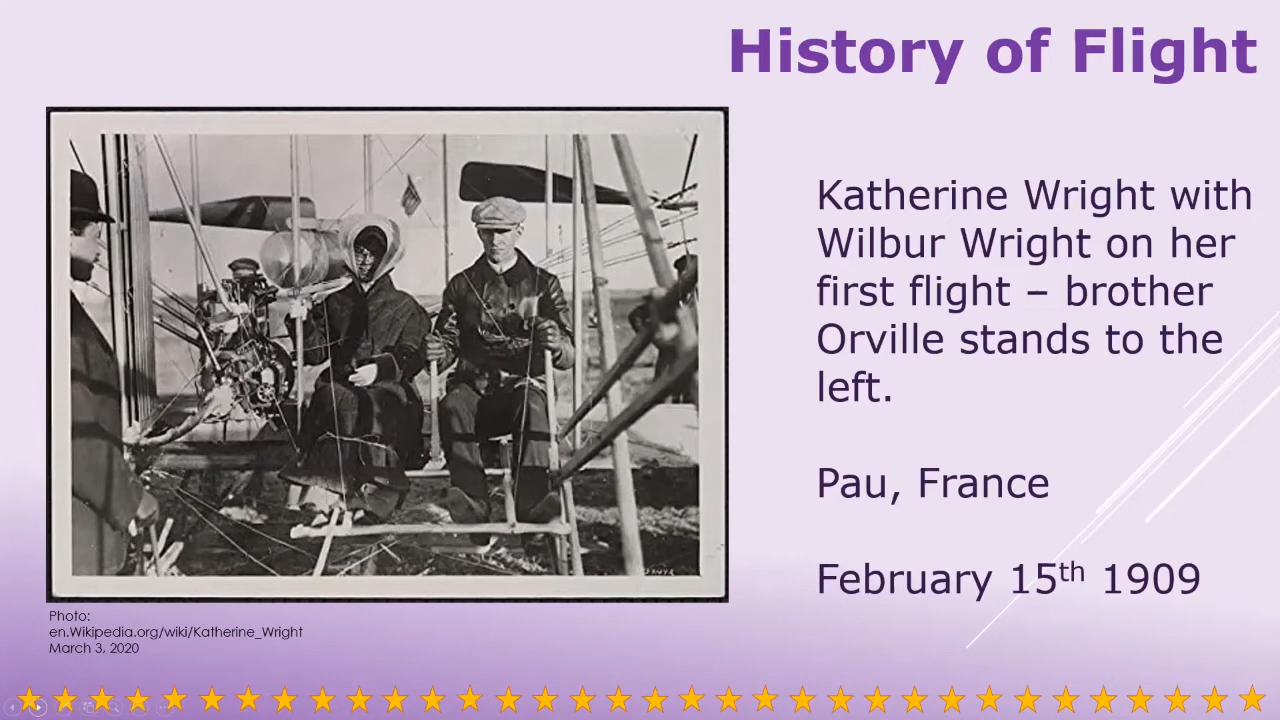 History of Flight
Katherine Wright with
Wilbur Wright on her
first flight – brother
Orville stands to the
left.
Pau, France
February 15th 1909
Photo:
en.Wikipedia.org/wiki/Katherine_Wright
March 3, 2020